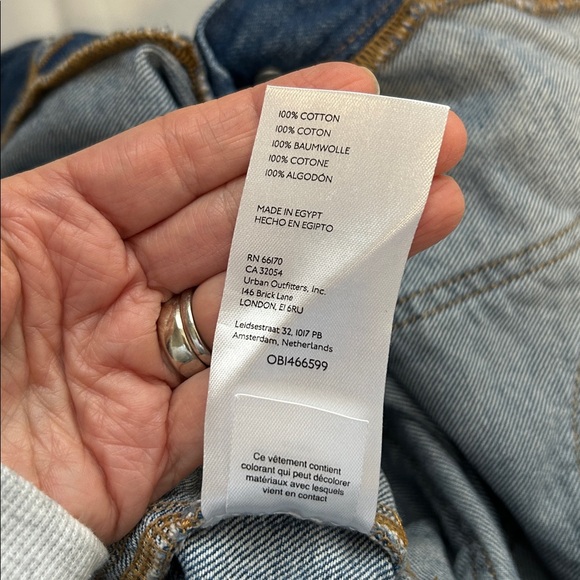 100% COTTON
100% COTON
100% BAUMWOLLE
100% COTONE
100% ALGODÓN
MADE IN EGYPT
HECHO EN EGIPTO
RN 66170
CA 32054
Urban Outfitters, Inc.
146 Brick Lane
LONDON, E1 6RU
Leidsestraat 32, 1017 PB
Amsterdam, Netherlands
OB1466599
Ce vêtement contient
colorant qui peut décolorer
matériaux avec lesquels
vient en contact